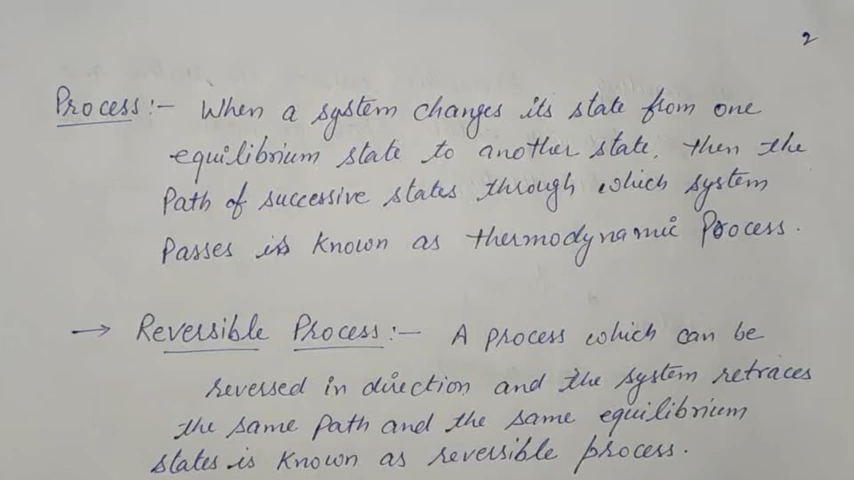 2
Process:- When a system changes its state from one
equilibrium state to another state. then the
Path of successive states through which system
Passes is known as thermodynamic Process.
→ Reversible Process:- A process which can be
reversed in direction and the system retraces
the same path and the same equilibrium
states is known as reversible process.